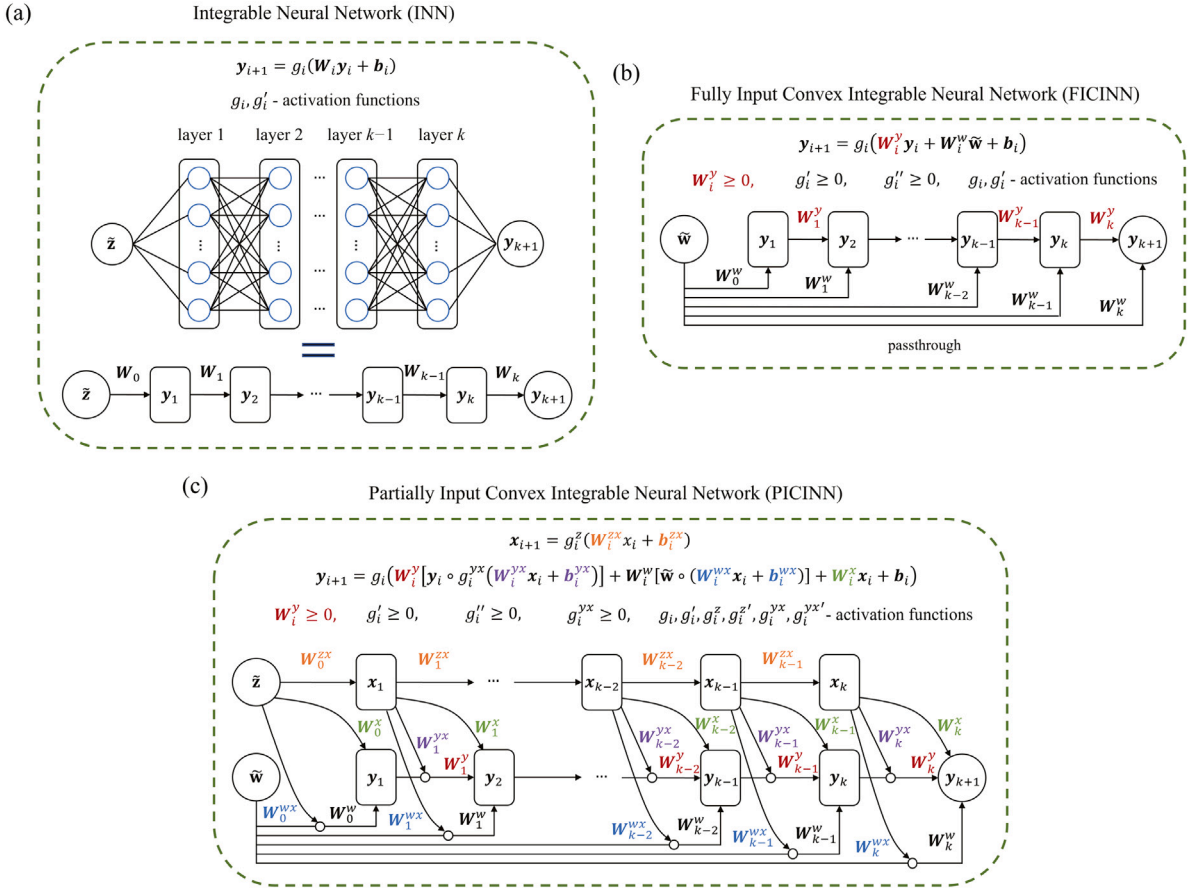 (a)
Integrable Neural Network (INN)
𝒚ᵢ₊₁ = gᵢ(𝑾ᵢ𝒚ᵢ + 𝒃ᵢ)
gᵢ, gᵢ′ - activation functions
layer 1 layer 2 layer k−1 layer k
... ...
z̃ ⋮ ⋮ ... ⋮ ⋮ y_{k+1}
... ...
=
z̃ W_0 y_1 W_1 y_2 ... y_{k−1} W_{k−1} y_k W_k y_{k+1}
(b)
Fully Input Convex Integrable Neural Network (FICINN)
y_{i+1} = g_i(W_i^y y_i + W_i^w w̃ + b_i)
W_i^y ≥ 0, g_i′ ≥ 0, g_i″ ≥ 0, g_i, g_i′ - activation functions
w̃ y_1 W_1^y y_2 ... y_{k−1} W_{k−1}^y y_k W_k^y y_{k+1}
W_0^w W_1^w W_{k−2}^w W_{k−1}^w W_k^w
passthrough
(c)
Partially Input Convex Integrable Neural Network (PICINN)
x_{i+1} = g_i^z(W_i^{zx} x_i + b_i^{zx})
y_{i+1} = g_i(W_i^y[y_i ∘ g_i^{yx}(W_i^{yx} x_i + b_i^{yx})] + W_i^w[w̃ ∘ (W_i^{wx} x_i + b_i^{wx})] + W_i^x x_i + b_i)
W_i^y ≥ 0, g_i′ ≥ 0, g_i″ ≥ 0, g_i^{yx} ≥ 0, g_i, g_i′, g_i^z, g_i^z′, g_i^{yx}, g_i^{yx}′ - activation functions
W_0^{zx} W_1^{zx} W_{k−2}^{zx} W_{k−1}^{zx}
z̃ x_1 ... x_{k−2} x_{k−1} x_k
W_0^x W_1^{yx} W_1^x W_{k−2}^{yx} W_{k−2}^x W_{k−1}^{yx} W_{k−1}^x W_k^{yx} W_k^x
W_1^y W_{k−2}^y W_{k−1}^y W_k^y
w̃ y_1 y_2 ... y_{k−1} y_k y_{k+1}
W_0^{wx} W_0^w W_1^{wx} W_1^w W_{k−2}^{wx} W_{k−2}^w W_{k−1}^{wx} W_{k−1}^w W_k^{wx} W_k^w